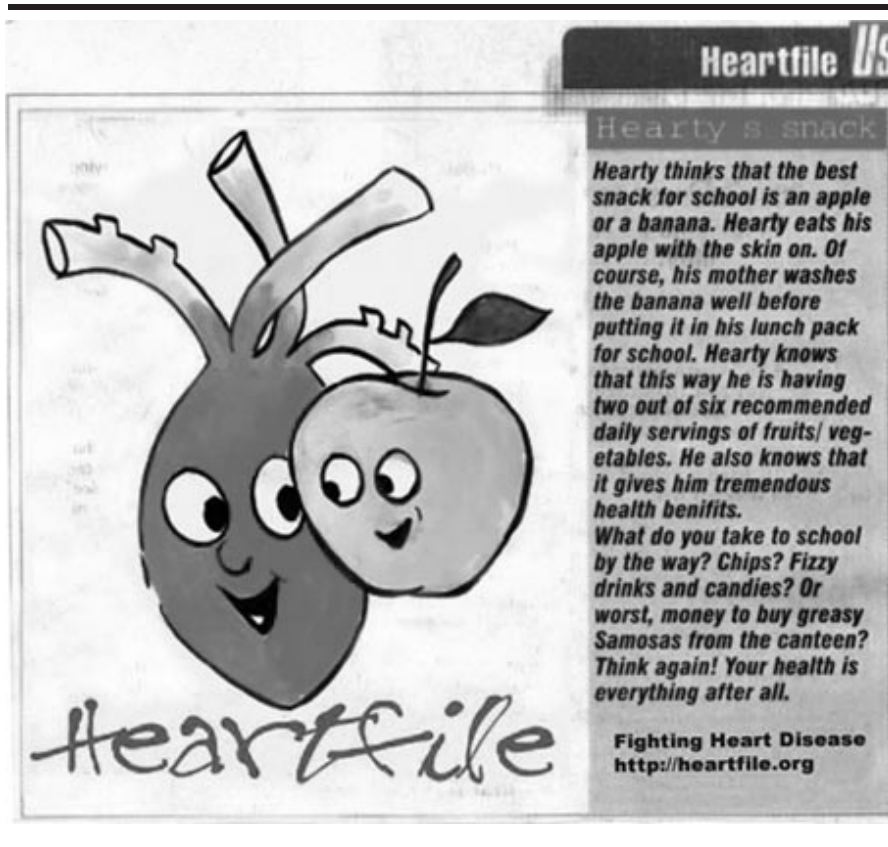 Heartfile US
Hearty s snack
Hearty thinks that the best
snack for school is an apple
or a banana. Hearty eats his
apple with the skin on. Of
course, his mother washes
the banana well before
putting it in his lunch pack
for school. Hearty knows
that this way he is having
two out of six recommended
daily servings of fruits/ veg-
etables. He also knows that
it gives him tremendous
health benifits.
What do you take to school
by the way? Chips? Fizzy
drinks and candies? Or
worst, money to buy greasy
Samosas from the canteen?
Think again! Your health is
everything after all.
Heartfile
Fighting Heart Disease
http://heartfile.org